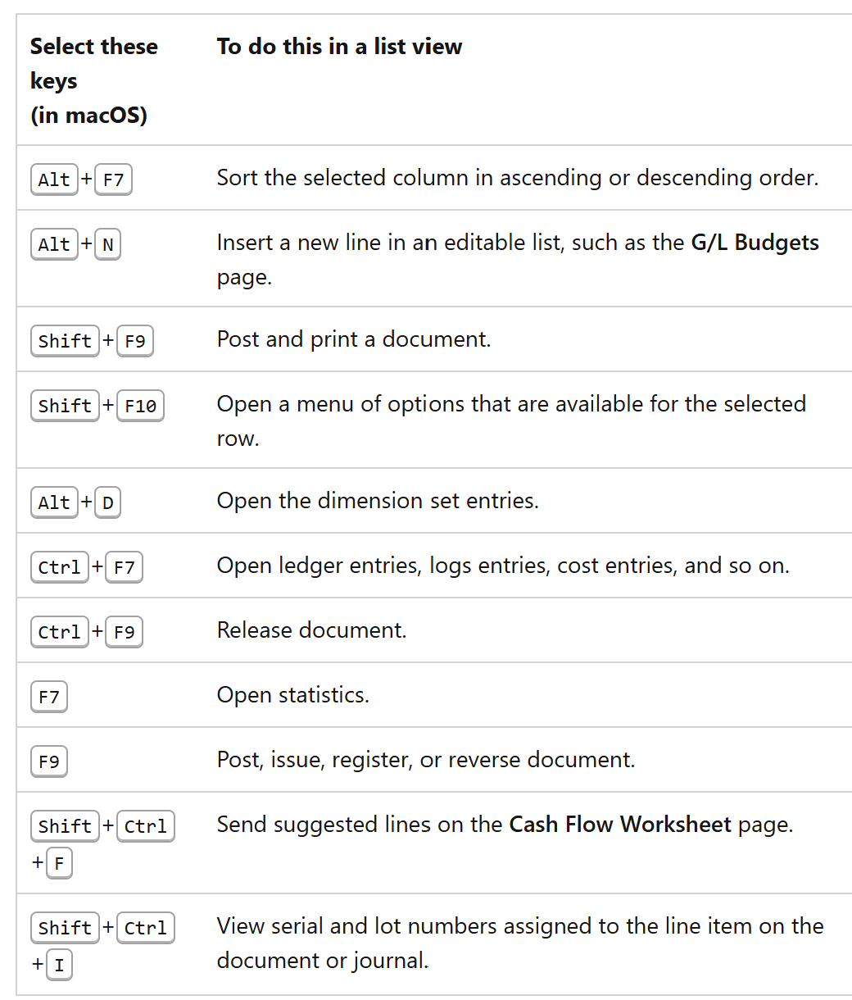 Select these To do this in a list view
keys
(in macOS)
Alt+F7 Sort the selected column in ascending or descending order.
Alt+N Insert a new line in an editable list, such as the G/L Budgets
page.
Shift+F9 Post and print a document.
Shift+F10 Open a menu of options that are available for the selected
row.
Alt+D Open the dimension set entries.
Ctrl+F7 Open ledger entries, logs entries, cost entries, and so on.
Ctrl+F9 Release document.
F7 Open statistics.
F9 Post, issue, register, or reverse document.
Shift+Ctrl Send suggested lines on the Cash Flow Worksheet page.
+F
Shift+Ctrl View serial and lot numbers assigned to the line item on the
+I document or journal.